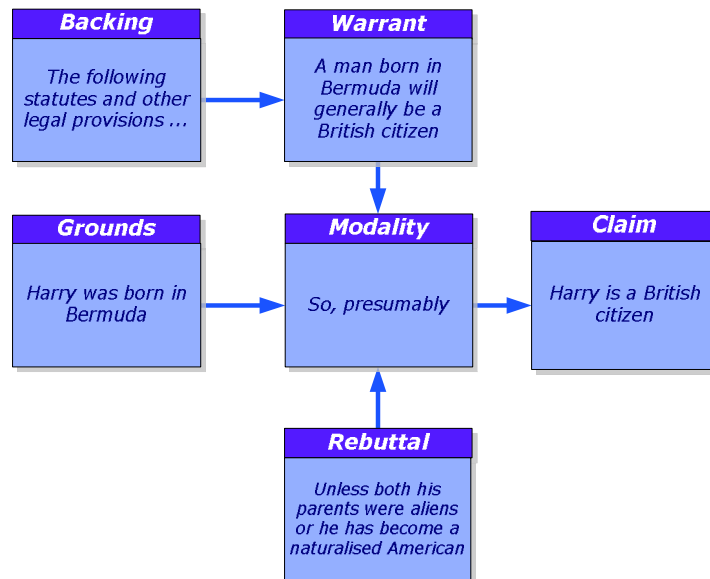 Backing
The following
statutes and other
legal provisions ...
Warrant
A man born in
Bermuda will
generally be a
British citizen
Grounds
Harry was born in
Bermuda
Modality
So, presumably
Claim
Harry is a British
citizen
Rebuttal
Unless both his
parents were aliens
or he has become a
naturalised American